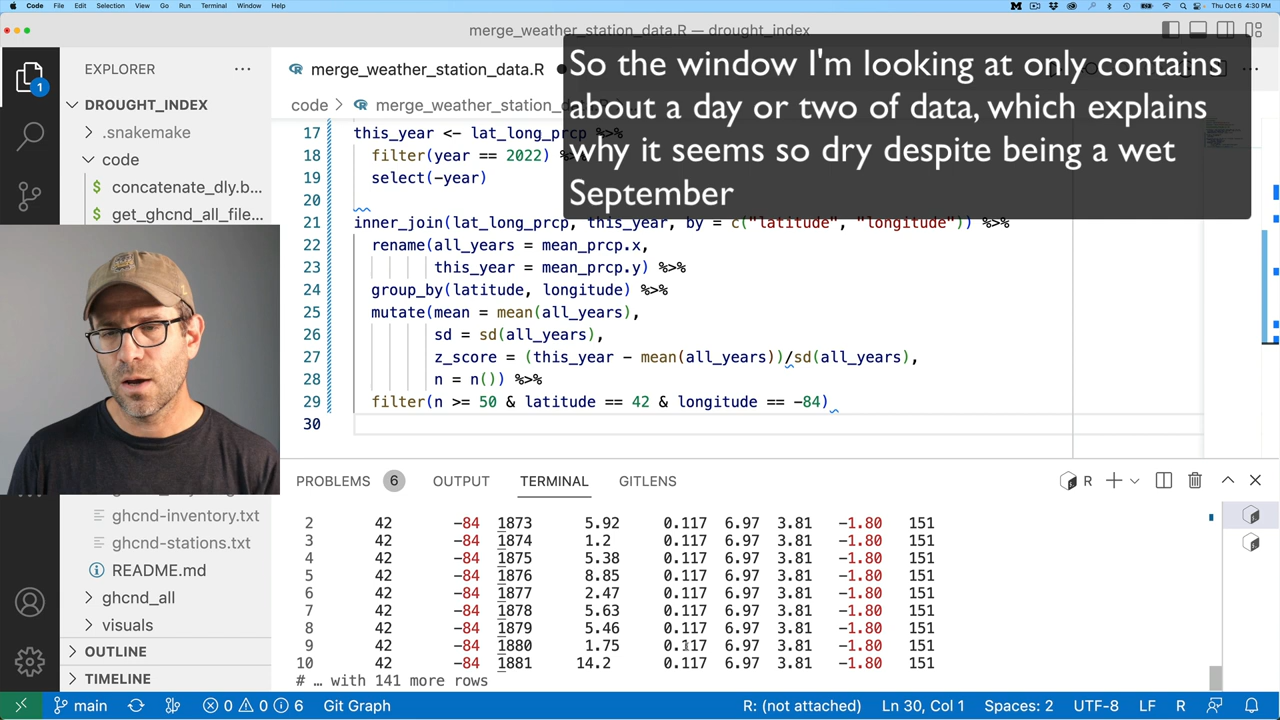 Code File Edit Selection View Go Run Terminal Window Help Thu Oct 6 4:30 PM
merge_weather_station_data.R — drought_index
So the window I'm looking at only contains
about a day or two of data, which explains
why it seems so dry despite being a wet
September
EXPLORER
merge_weather_station_data.R
DROUGHT_INDEX
code > merge_weather_station_d
.snakemake
code
concatenate_dly.b...
get_ghcnd_all_file...
17 this_year <- lat_long_prcp %>%
18 filter(year == 2022) %
19 select(-year)
20
21 inner_join(lat_long_prcp, this_year, by = c("latitude", "longitude")) %>%
22 rename(all_years = mean_prcp.x,
23 this_year = mean_prcp.y) %>%
24 group_by(latitude, longitude) %>%
25 mutate(mean = mean(all_years),
26 sd = sd(all_years),
27 z_score = (this_year - mean(all_years))/sd(all_years),
28 n = n()) %>%
29 filter(n >= 50 & latitude == 42 & longitude == -84)
30
PROBLEMS 6 OUTPUT TERMINAL GITLENS R
ghcnd-inventory.txt
ghcnd-stations.txt
README.md
ghcnd_all
visuals
OUTLINE
TIMELINE
2 42 -84 1873 5.92 0.117 6.97 3.81 -1.80 151
3 42 -84 1874 1.2 0.117 6.97 3.81 -1.80 151
4 42 -84 1875 5.38 0.117 6.97 3.81 -1.80 151
5 42 -84 1876 8.85 0.117 6.97 3.81 -1.80 151
6 42 -84 1877 2.47 0.117 6.97 3.81 -1.80 151
7 42 -84 1878 5.63 0.117 6.97 3.81 -1.80 151
8 42 -84 1879 5.46 0.117 6.97 3.81 -1.80 151
9 42 -84 1880 1.75 0.117 6.97 3.81 -1.80 151
10 42 -84 1881 14.2 0.117 6.97 3.81 -1.80 151
# … with 141 more rows
main 0 0 6 Git Graph R: (not attached) Ln 30, Col 1 Spaces: 2 UTF-8 LF R